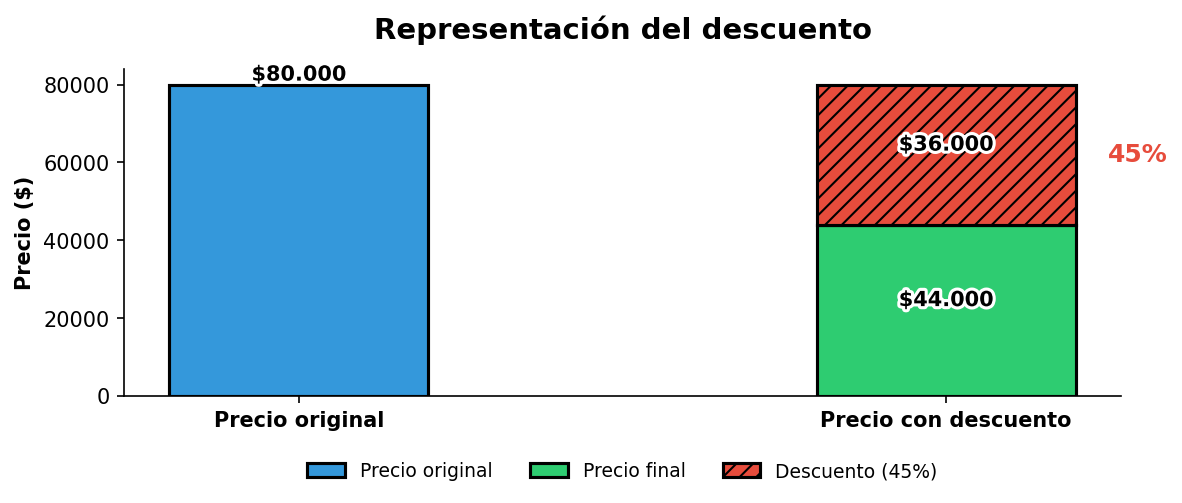 Representación del descuento
Precio ($)
80000
60000
40000
20000
0
$80.000
$36.000
$44.000
45%
Precio original
Precio con descuento
Precio original
Precio final
Descuento (45%)